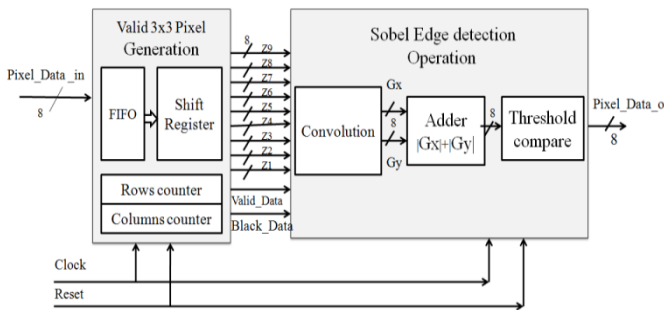 Valid 3x3 Pixel
Generation
Sobel Edge detection
Operation
Pixel_Data_in
8
FIFO
Shift
Register
8
Z9
Z8
Z7
Z6
Z5
Z4
Z3
Z2
Z1
Convolution
Gx
8
Gy
Adder
|Gx|+|Gy|
8
Threshold
compare
Pixel_Data_o
8
Rows counter
Columns counter
Valid_Data
Black_Data
Clock
Reset